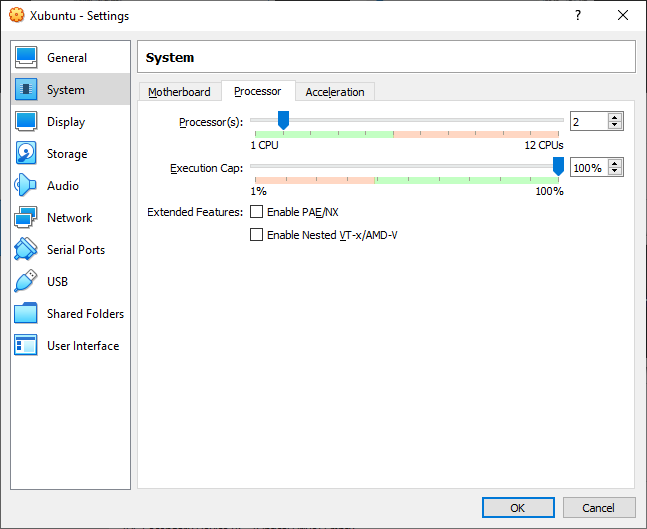 Xubuntu - Settings
General
System
Display
Storage
Audio
Network
Serial Ports
USB
Shared Folders
User Interface
System
Motherboard Processor Acceleration
Processor(s): 2
1 CPU 12 CPUs
Execution Cap: 100%
1% 100%
Extended Features: Enable PAE/NX
Enable Nested VT-x/AMD-V
OK Cancel